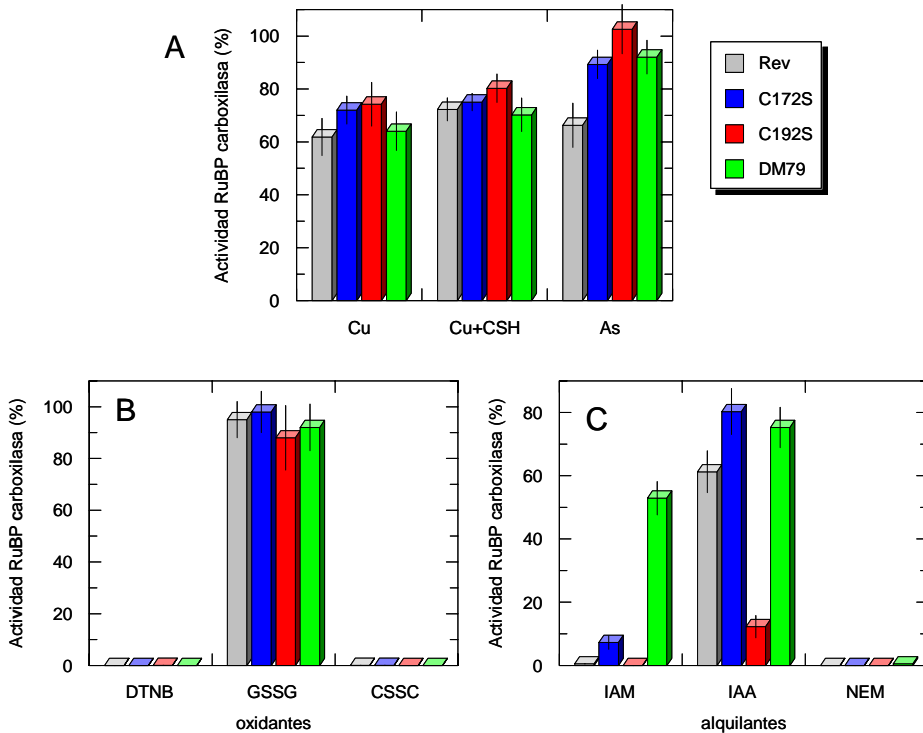 A
Actividad RuBP carboxilasa (%)
100
80
60
40
20
0
Cu Cu+CSH As
Rev
C172S
C192S
DM79
B
Actividad RuBP carboxilasa (%)
100
80
60
40
20
0
DTNB GSSG CSSC
oxidantes
C
Actividad RuBP carboxilasa (%)
80
60
40
20
0
IAM IAA NEM
alquilantes